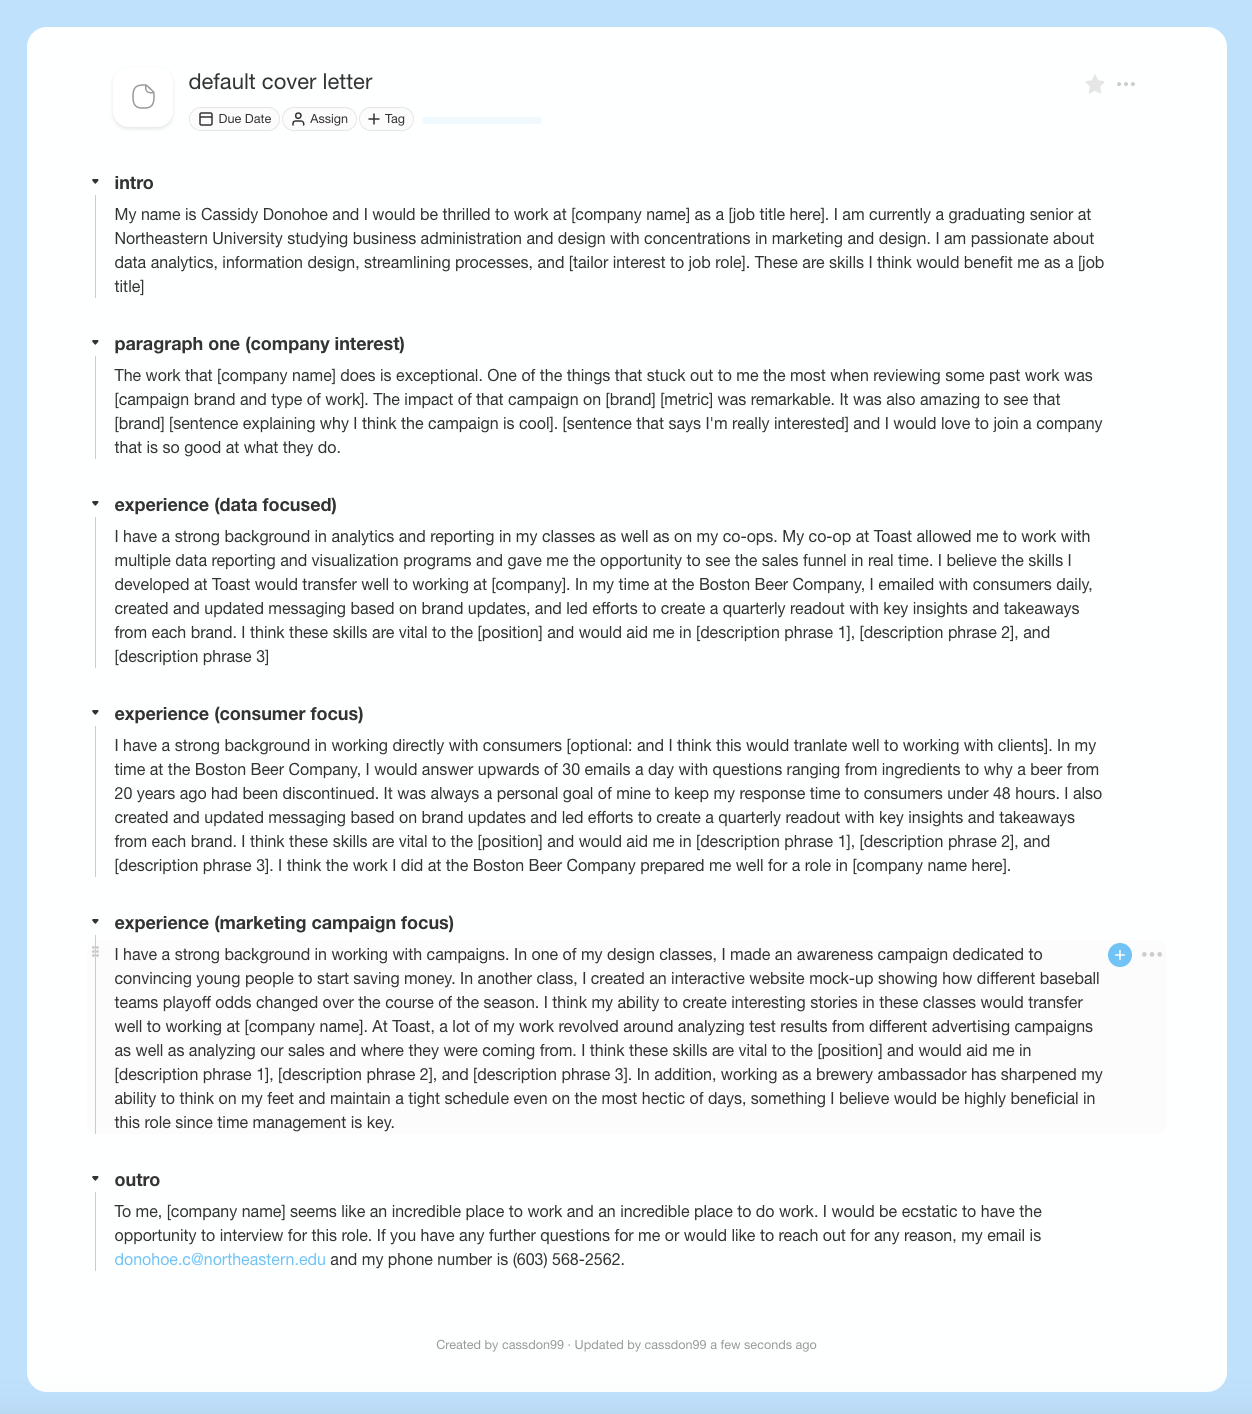 default cover letter
Due Date Assign + Tag
intro
My name is Cassidy Donohoe and I would be thrilled to work at [company name] as a [job title here]. I am currently a graduating senior at
Northeastern University studying business administration and design with concentrations in marketing and design. I am passionate about
data analytics, information design, streamlining processes, and [tailor interest to job role]. These are skills I think would benefit me as a [job
title]
paragraph one (company interest)
The work that [company name] does is exceptional. One of the things that stuck out to me the most when reviewing some past work was
[campaign brand and type of work]. The impact of that campaign on [brand] [metric] was remarkable. It was also amazing to see that
[brand] [sentence explaining why I think the campaign is cool]. [sentence that says I'm really interested] and I would love to join a company
that is so good at what they do.
experience (data focused)
I have a strong background in analytics and reporting in my classes as well as on my co-ops. My co-op at Toast allowed me to work with
multiple data reporting and visualization programs and gave me the opportunity to see the sales funnel in real time. I believe the skills I
developed at Toast would transfer well to working at [company]. In my time at the Boston Beer Company, I emailed with consumers daily,
created and updated messaging based on brand updates, and led efforts to create a quarterly readout with key insights and takeaways
from each brand. I think these skills are vital to the [position] and would aid me in [description phrase 1], [description phrase 2], and
[description phrase 3]
experience (consumer focus)
I have a strong background in working directly with consumers [optional: and I think this would tranlate well to working with clients]. In my
time at the Boston Beer Company, I would answer upwards of 30 emails a day with questions ranging from ingredients to why a beer from
20 years ago had been discontinued. It was always a personal goal of mine to keep my response time to consumers under 48 hours. I also
created and updated messaging based on brand updates and led efforts to create a quarterly readout with key insights and takeaways
from each brand. I think these skills are vital to the [position] and would aid me in [description phrase 1], [description phrase 2], and
[description phrase 3]. I think the work I did at the Boston Beer Company prepared me well for a role in [company name here].
experience (marketing campaign focus)
I have a strong background in working with campaigns. In one of my design classes, I made an awareness campaign dedicated to
convincing young people to start saving money. In another class, I created an interactive website mock-up showing how different baseball
teams playoff odds changed over the course of the season. I think my ability to create interesting stories in these classes would transfer
well to working at [company name]. At Toast, a lot of my work revolved around analyzing test results from different advertising campaigns
as well as analyzing our sales and where they were coming from. I think these skills are vital to the [position] and would aid me in
[description phrase 1], [description phrase 2], and [description phrase 3]. In addition, working as a brewery ambassador has sharpened my
ability to think on my feet and maintain a tight schedule even on the most hectic of days, something I believe would be highly beneficial in
this role since time management is key.
outro
To me, [company name] seems like an incredible place to work and an incredible place to do work. I would be ecstatic to have the
opportunity to interview for this role. If you have any further questions for me or would like to reach out for any reason, my email is
donohoe.c@northeastern.edu and my phone number is (603) 568-2562.
Created by cassdon99 · Updated by cassdon99 a few seconds ago